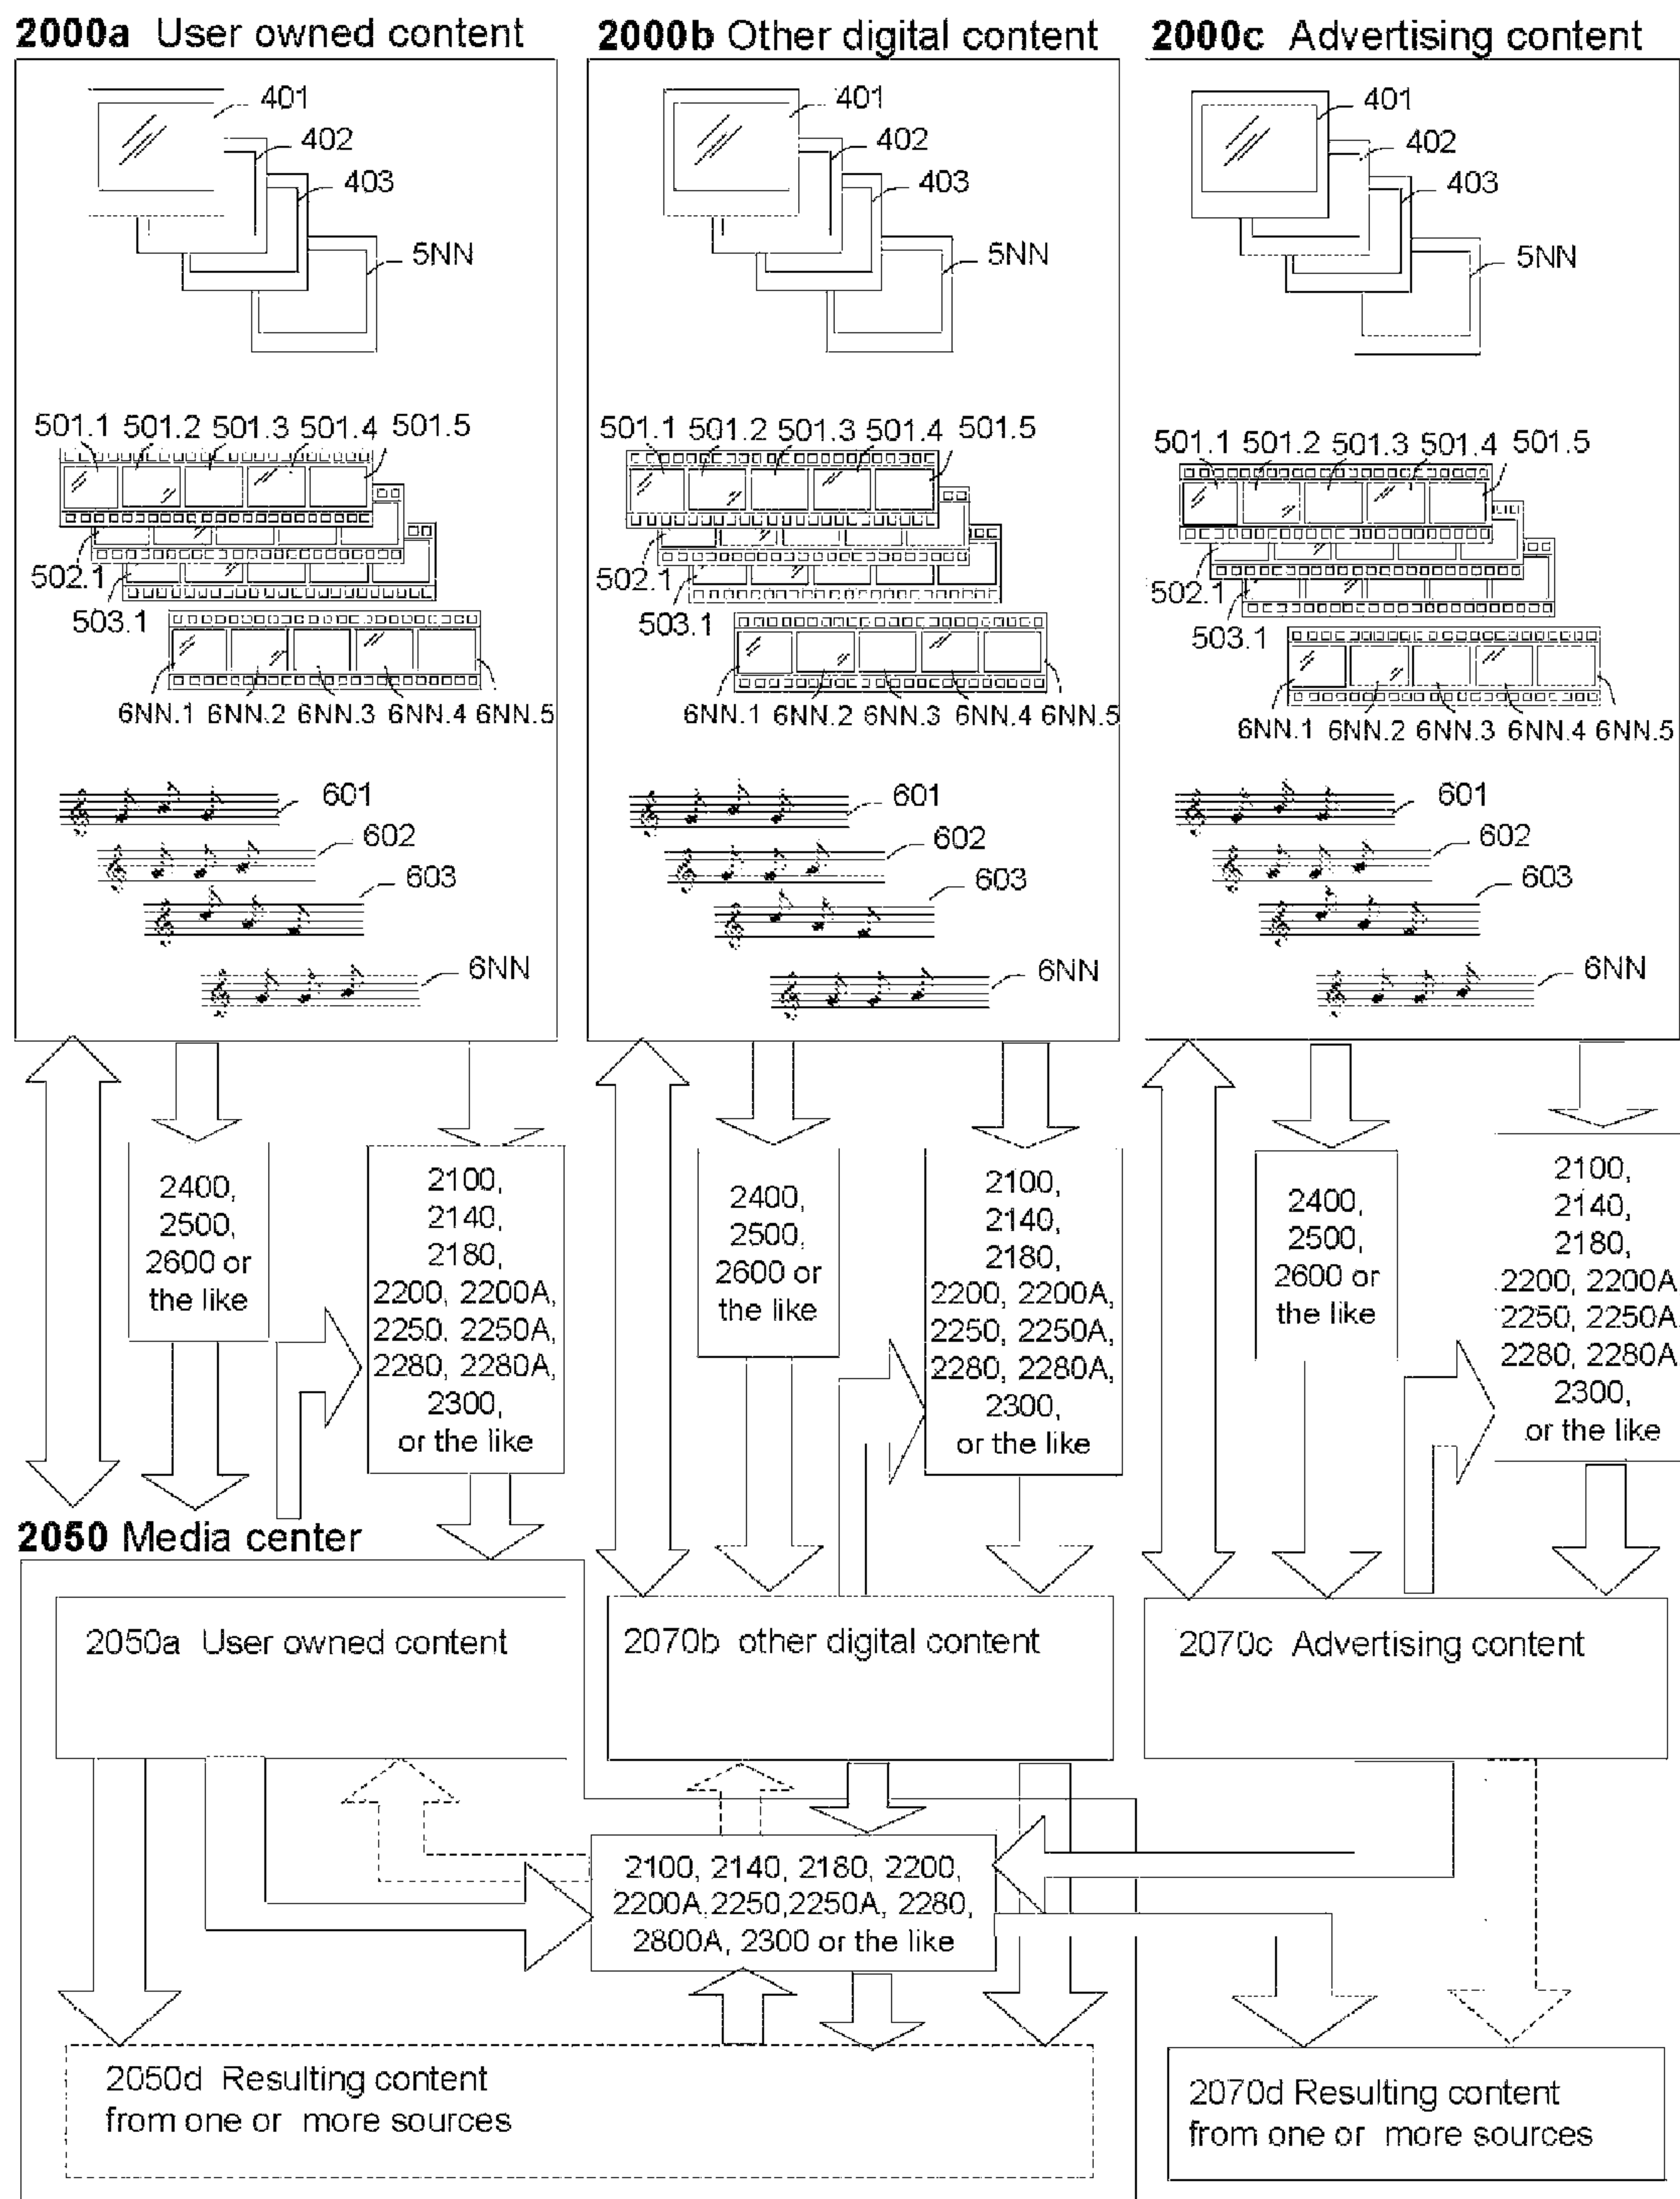 2000a User owned content
401
402
403
5NN
501.1 501.2 501.3 501.4 501.5
502.1
503.1
6NN.1 6NN.2 6NN.3 6NN.4 6NN.5
601
602
603
6NN
2000b Other digital content
401
402
403
5NN
501.1 501.2 501.3 501.4 501.5
502.1
503.1
6NN.1 6NN.2 6NN.3 6NN.4 6NN.5
601
602
603
6NN
2000c Advertising content
401
402
403
5NN
501.1 501.2 501.3 501.4 501.5
502.1
503.1
6NN.1 6NN.2 6NN.3 6NN.4 6NN.5
601
602
603
6NN
2400,
2500,
2600 or
the like
2100,
2140,
2180,
2200, 2200A,
2250, 2250A,
2280, 2280A,
2300,
or the like
2400,
2500,
2600 or
the like
2100,
2140,
2180,
2200, 2200A,
2250, 2250A,
2280, 2280A,
2300,
or the like
2400,
2500,
2600 or
the like
2100,
2140,
2180,
2200, 2200A
2250, 2250A
2280, 2280A
2300,
or the like
2050 Media center
2050a User owned content
2070b other digital content
2070c Advertising content
2100, 2140, 2180, 2200,
2200A,2250,2250A, 2280,
2800A, 2300 or the like
2050d Resulting content
from one or more sources
2070d Resulting content
from one or more sources